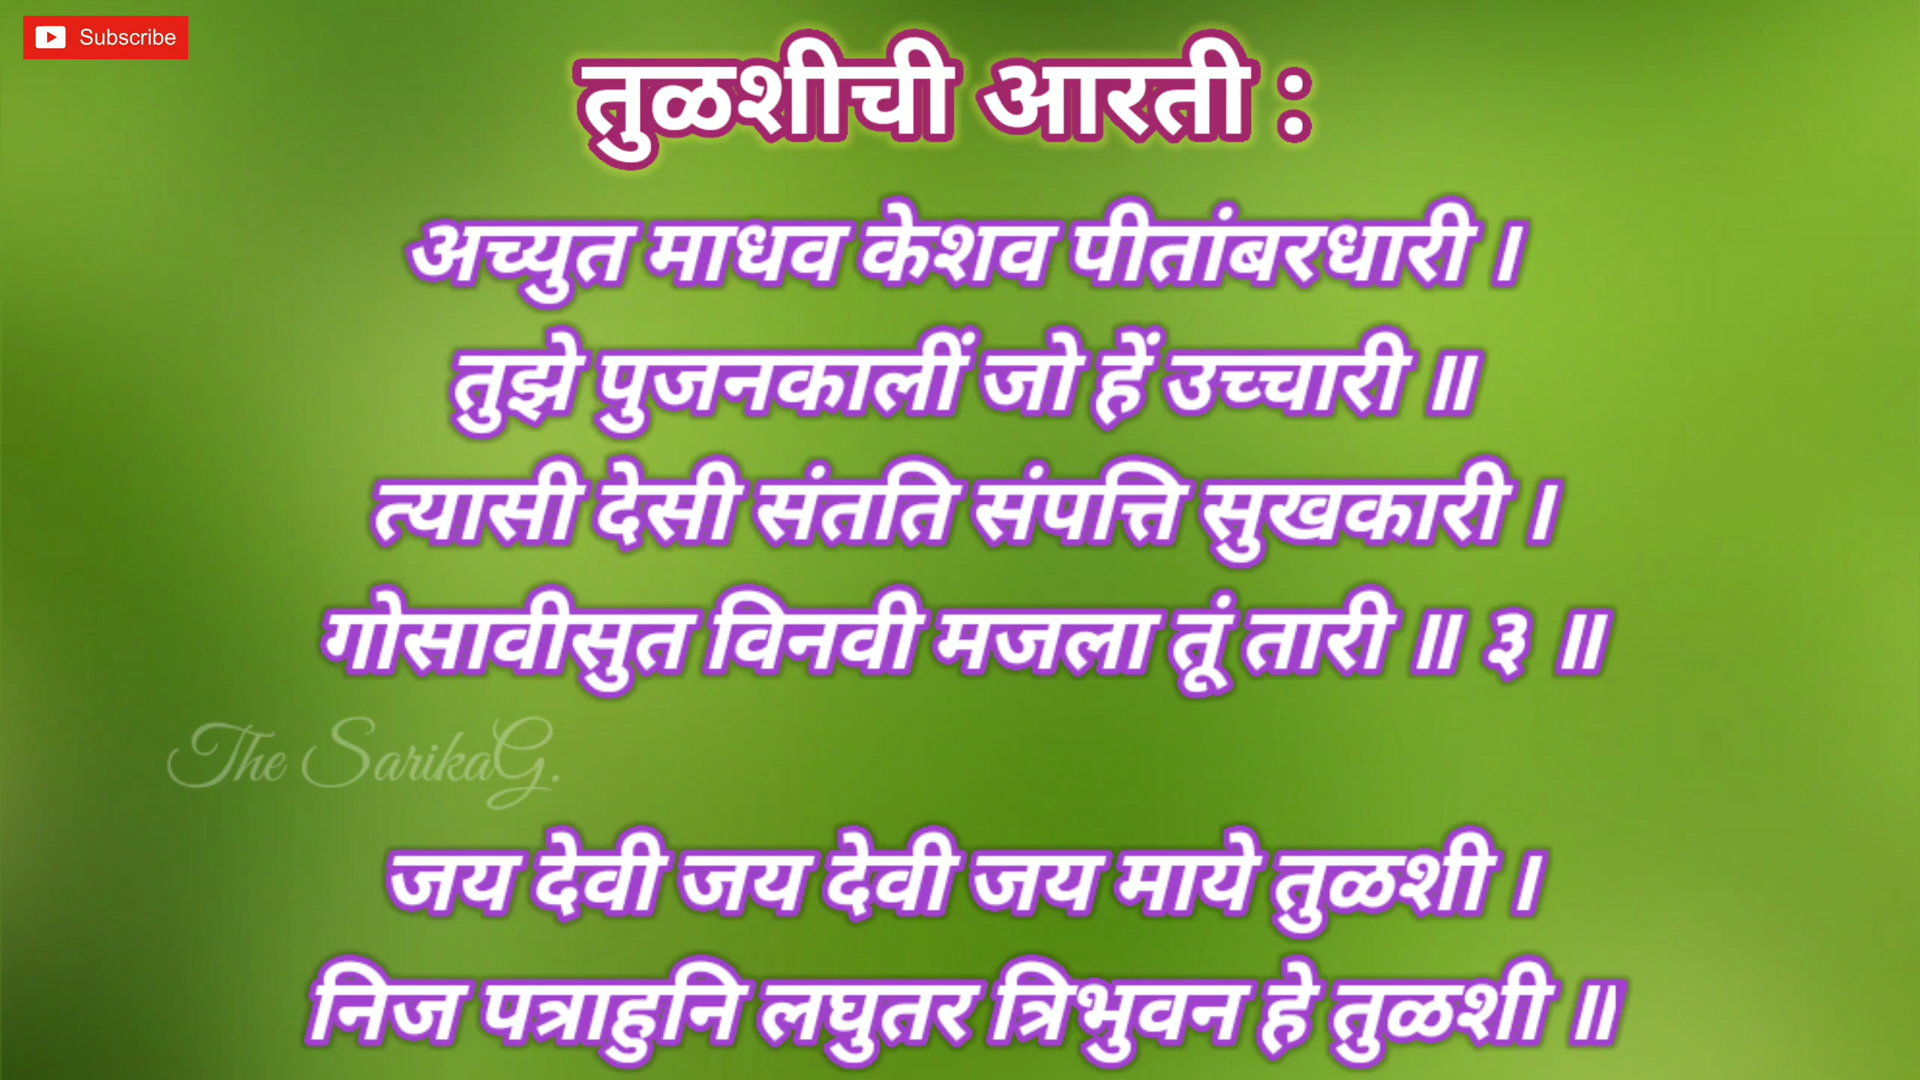 Subscribe
तुळशीची आरती :
अच्युत माधव केशव पीतांबरधारी ।
तुझे पुजनकालीं जो हें उच्चारी ॥
त्यासी देसी संतति संपत्ति सुखकारी ।
गोसावीसुत विनवी मजला तूं तारी ॥ ३ ॥
The SarikaG.
जय देवी जय देवी जय माये तुळशी ।
निज पत्राहुनि लघुतर त्रिभुवन हे तुळशी ॥